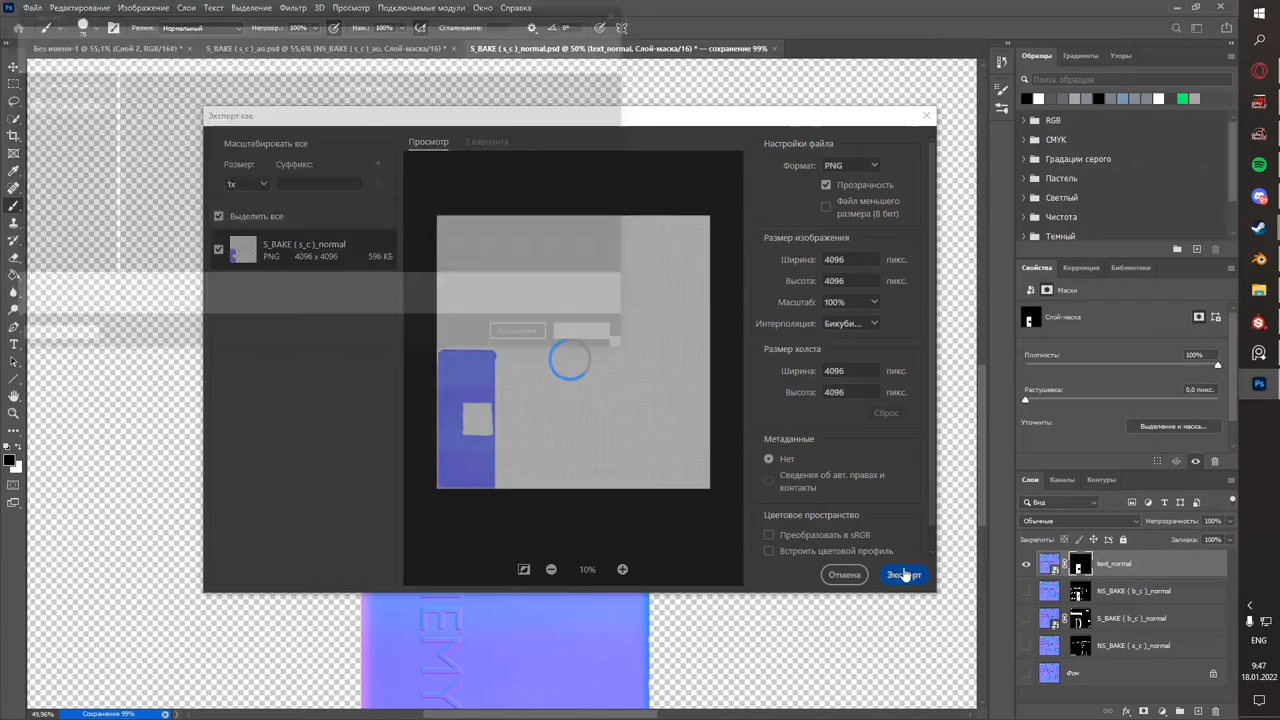 Файл Редактирование Изображение Слои Текст Выделение Фильтр 3D Просмотр Подключаемые модули Окно Справка
78 Режим: Нормальный Непрозр.: 100% Наж.: 100% Сглаживание: 0°
Без имени-1 @ 55,1% (Слой 2, RGB/16#) * × S_BAKE ( s_c )_ao.psd @ 55,6% (NS_BAKE ( s_c )_ao, Слой-маска/16) * × S_BAKE ( s_c )_normal.psd @ 50% (text_normal, Слой-маска/16) * — сохранение 99% ×
Экспорт как
Масштабировать все
Размер: Суффикс: +
1x
Выделить все
S_BAKE ( s_c )_normal
PNG 4096 x 4096 596 КБ
Просмотр 2 варианта
10%
Настройки файла
Формат: PNG
Прозрачность
Файл меньшего
размера (8 бит)
Размер изображения
Ширина: 4096 пикс.
Высота: 4096 пикс.
Масштаб: 100%
Интерполяция: Бикуби...
Размер холста
Ширина: 4096 пикс.
Высота: 4096 пикс.
Сброс
Метаданные
Нет
Сведения об авт. правах и
контакты
Цветовое пространство
Преобразовать в sRGB
Встроить цветовой профиль
Отмена Экспорт
EMY
Образцы Градиенты Узоры
Поиск образцов
RGB
CMYK
Градации серого
Пастель
Светлый
Чистота
Темный
Свойства Коррекция Библиотеки
Маски
Слой-маска
Плотность: 100%
Растушевка: 0,0 пикс.
Уточнить: Выделение и маска...
Слои Каналы Контуры
Вид
Обычные Непрозрачность: 100%
Закрепить: Заливка: 100%
text_normal
NS_BAKE ( b_c )_normal
S_BAKE ( b_c )_normal
NS_BAKE ( s_c )_normal
Фон
49,96% Сохранение 99%
Ps
ENG
9:47
18.01.2022